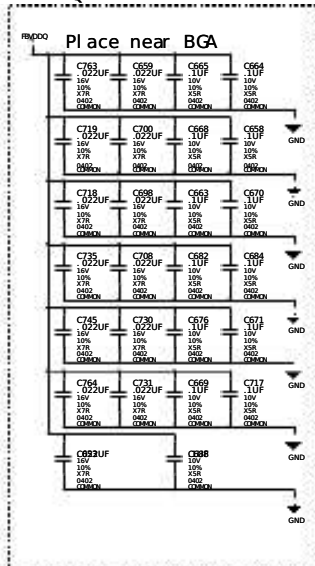 FBVDDQ
Place near BGA
C763 C659 C665 C664
.022UF .022UF .1UF .1UF
16V 16V 10V 10V
10% 10% 10% 10%
X7R X7R X5R X5R
0402 0402 0402 0402
COMMON COMMON COMMON COMMON
GND
C719 C700 C668 C658
.022UF .022UF .1UF .1UF
16V 16V 10V 10V
10% 10% 10% 10%
X7R X7R X5R X5R
0402 0402 0402 0402
COMMON COMMON COMMON COMMON
GND
C718 C698 C663 C670
.022UF .022UF .1UF .1UF
16V 16V 10V 10V
10% 10% 10% 10%
X7R X7R X5R X5R
0402 0402 0402 0402
COMMON COMMON COMMON COMMON
GND
C735 C708 C682 C684
.022UF .022UF .1UF .1UF
16V 16V 10V 10V
10% 10% 10% 10%
X7R X7R X5R X5R
0402 0402 0402 0402
COMMON COMMON COMMON COMMON
GND
C745 C730 C676 C671
.022UF .022UF .1UF .1UF
16V 16V 10V 10V
10% 10% 10% 10%
X7R X7R X5R X5R
0402 0402 0402 0402
COMMON COMMON COMMON COMMON
GND
C764 C731 C669 C717
.022UF .022UF .1UF .1UF
16V 16V 10V 10V
10% 10% 10% 10%
X7R X7R X5R X5R
0402 0402 0402 0402
COMMON COMMON COMMON COMMON
GND
16V 10V
10% 10%
X7R X5R
0402 0402
COMMON COMMON
GND